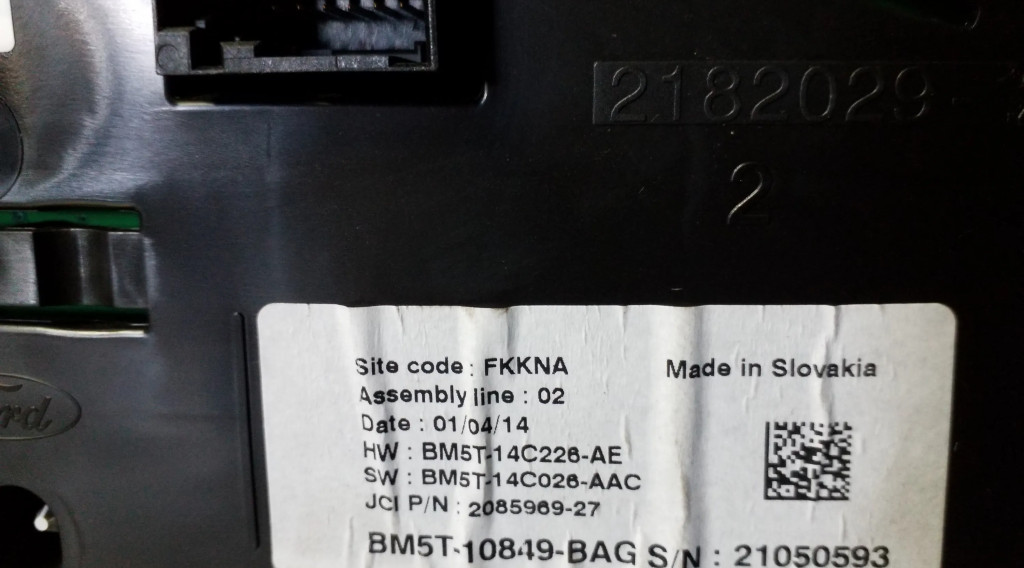 2182029
2
Site code : FKKNA
Made in Slovakia
Assembly line : 02
Date : 01/04/14
HW : BM5T-14C226-AE
SW : BM5T-14C026-AAC
JCI P/N : 2085969-27
BM5T-10849-BAG S/N : 21050593